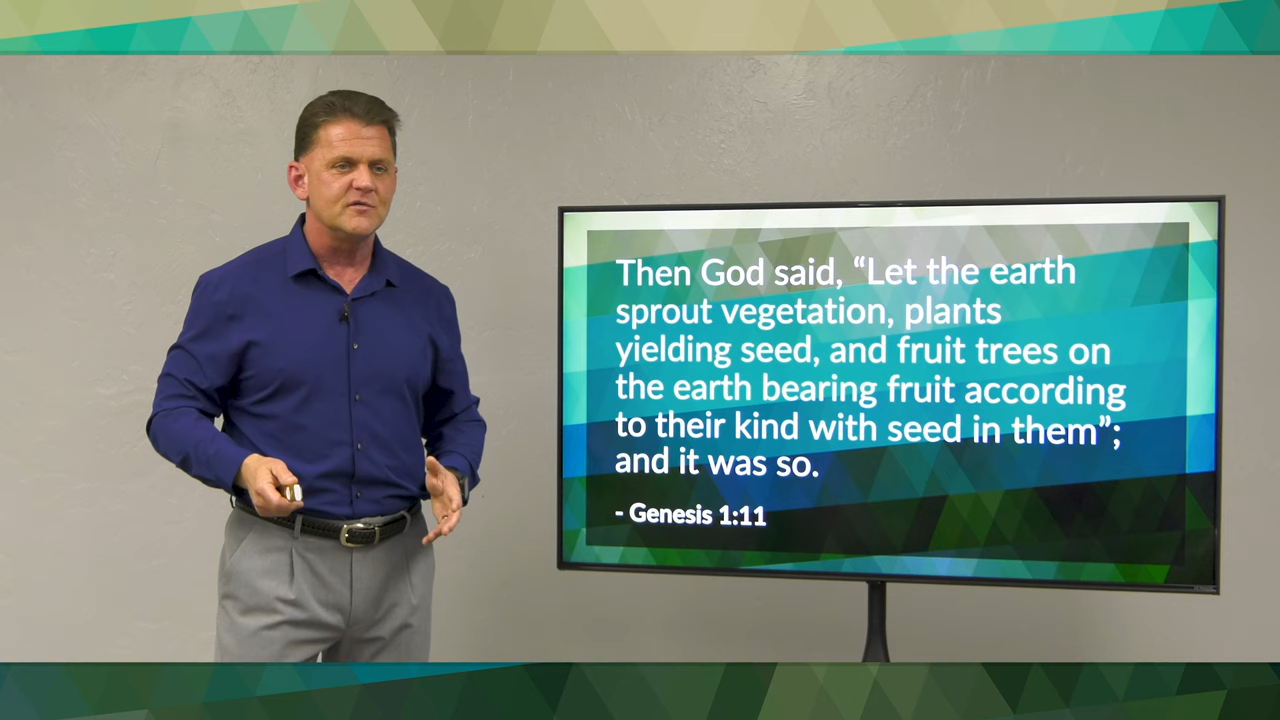 Then God said, “Let the earth
sprout vegetation, plants
yielding seed, and fruit trees on
the earth bearing fruit according
to their kind with seed in them”;
and it was so.
- Genesis 1:11